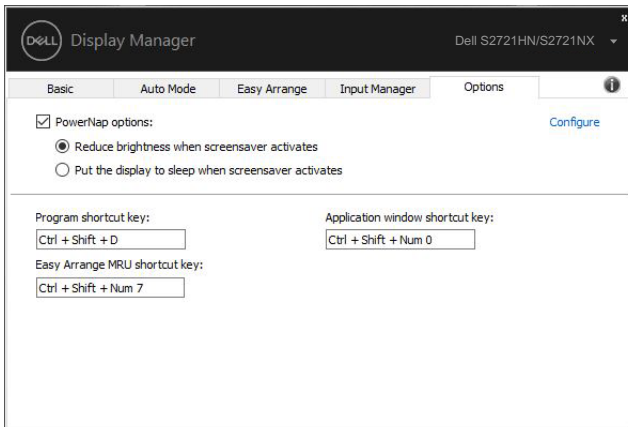 x
DELL Display Manager Dell S2721HN/S2721NX
Basic Auto Mode Easy Arrange Input Manager Options i
PowerNap options: Configure
Reduce brightness when screensaver activates
Put the display to sleep when screensaver activates
Program shortcut key: Application window shortcut key:
Ctrl + Shift + D Ctrl + Shift + Num 0
Easy Arrange MRU shortcut key:
Ctrl + Shift + Num 7